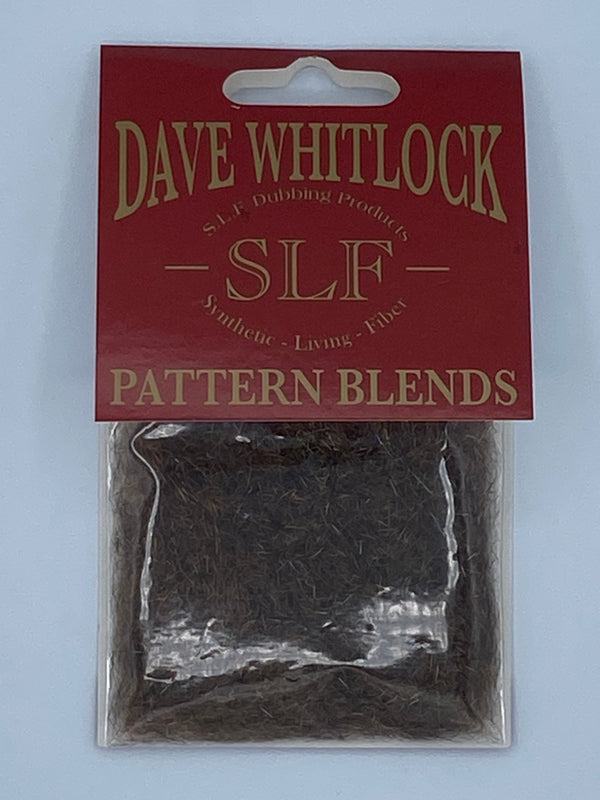 DAVE WHITLOCK
S.L.F Dubbing Products
- SLF -
Synthetic - Living - Fiber
PATTERN BLENDS